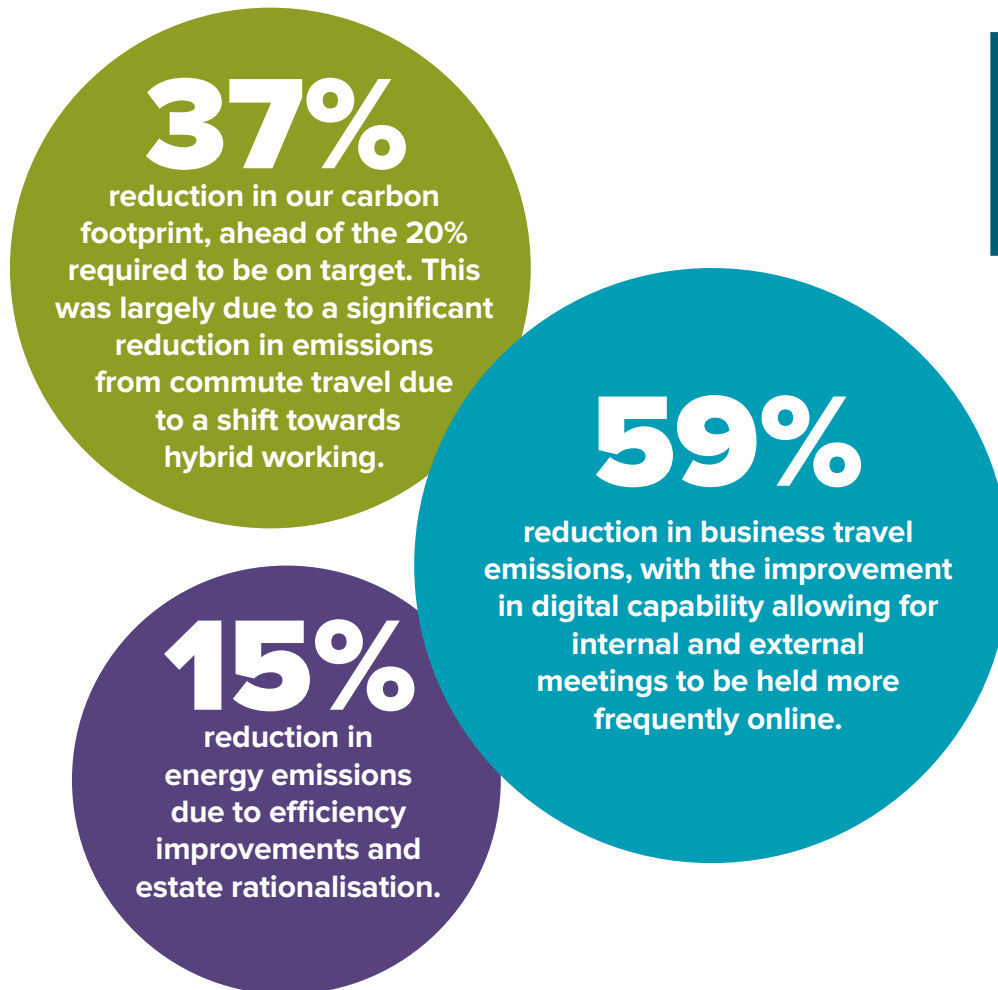 37%
reduction in our carbon
footprint, ahead of the 20%
required to be on target. This
was largely due to a significant
reduction in emissions
from commute travel due
to a shift towards
hybrid working.
59%
reduction in business travel
emissions, with the improvement
in digital capability allowing for
internal and external
meetings to be held more
frequently online.
15%
reduction in
energy emissions
due to efficiency
improvements and
estate rationalisation.